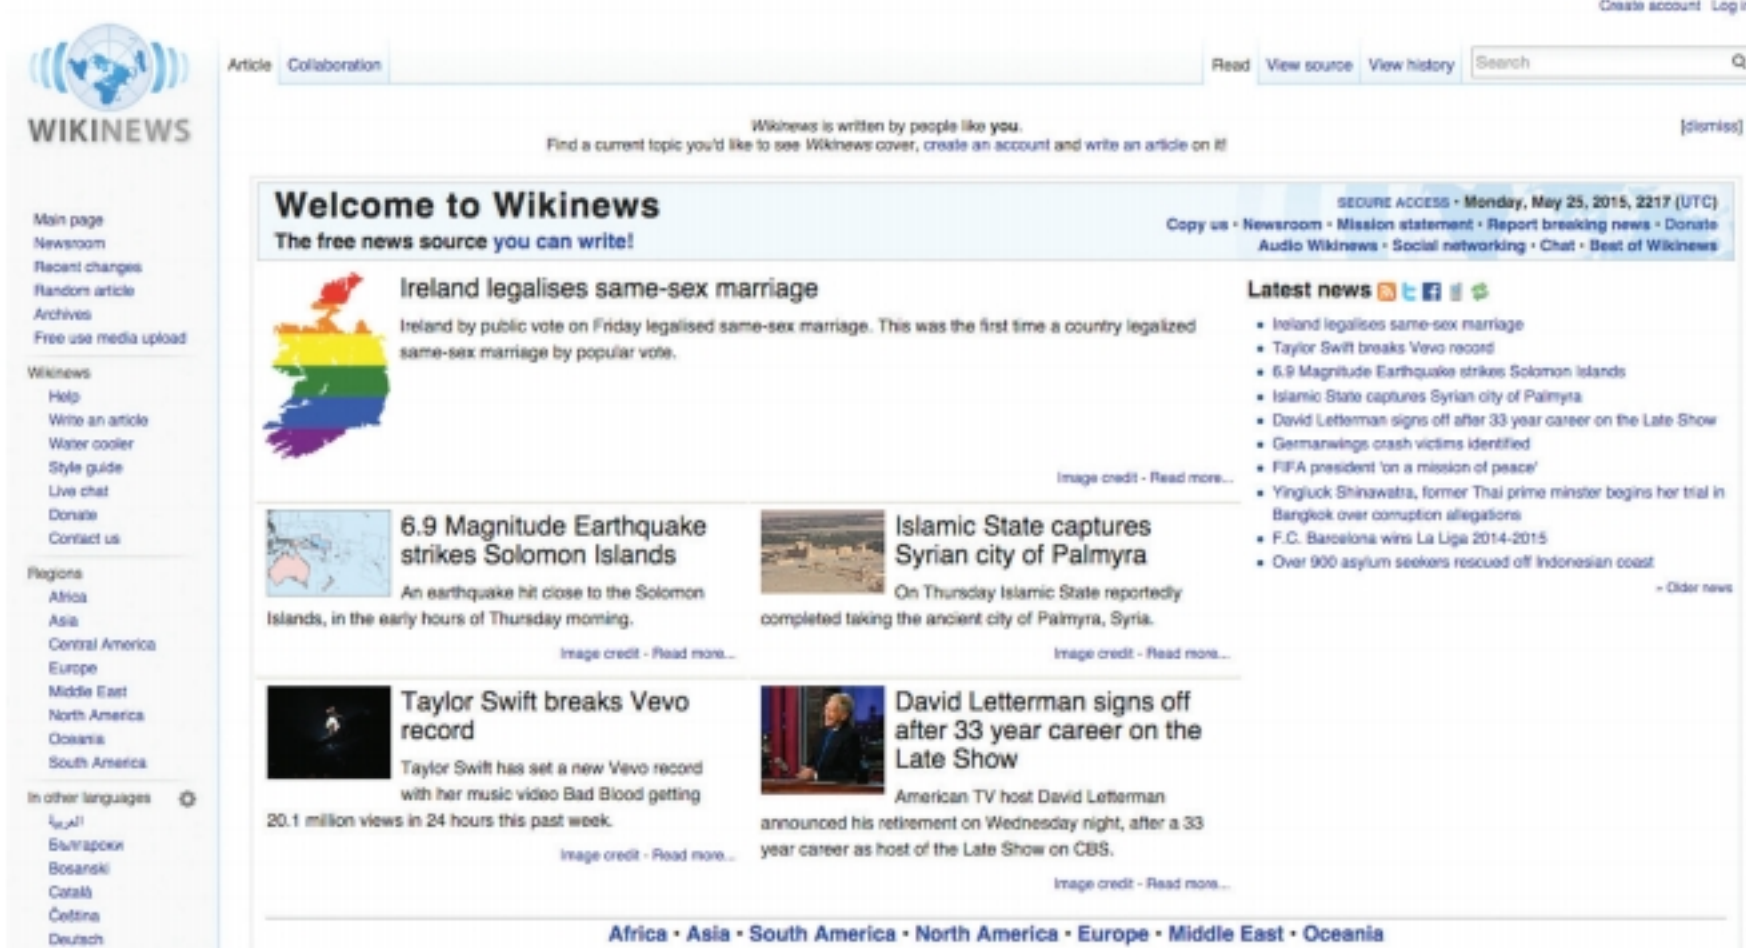 Create account Log in
WIKINEWS
Article Collaboration
Read View source View history Search
Wikinews is written by people like you.
[dismiss]
Find a current topic you'd like to see Wikinews cover, create an account and write an article on it!
Main page
Newsroom
Recent changes
Random article
Archives
Free use media upload
Wikinews
Help
Write an article
Water cooler
Style guide
Live chat
Donate
Contact us
Regions
Africa
Asia
Central America
Europe
Middle East
North America
Oceania
South America
In other languages
العربية
Български
Bosanski
Català
Čeština
Deutsch
Welcome to Wikinews
The free news source you can write!
SECURE ACCESS • Monday, May 25, 2015, 2217 (UTC)
Copy us • Newsroom • Mission statement • Report breaking news • Donate
Audio Wikinews • Social networking • Chat • Best of Wikinews
Ireland legalises same-sex marriage
Ireland by public vote on Friday legalised same-sex marriage. This was the first time a country legalized
same-sex marriage by popular vote.
Image credit - Read more...
6.9 Magnitude Earthquake
strikes Solomon Islands
An earthquake hit close to the Solomon
Islands, in the early hours of Thursday morning.
Image credit - Read more...
Islamic State captures
Syrian city of Palmyra
On Thursday Islamic State reportedly
completed taking the ancient city of Palmyra, Syria.
Image credit - Read more...
Taylor Swift breaks Vevo
record
Taylor Swift has set a new Vevo record
with her music video Bad Blood getting
20.1 million views in 24 hours this past week.
Image credit - Read more...
David Letterman signs off
after 33 year career on the
Late Show
American TV host David Letterman
announced his retirement on Wednesday night, after a 33
year career as host of the Late Show on CBS.
Image credit - Read more...
Latest news
• Ireland legalises same-sex marriage
• Taylor Swift breaks Vevo record
• 6.9 Magnitude Earthquake strikes Solomon Islands
• Islamic State captures Syrian city of Palmyra
• David Letterman signs off after 33 year career on the Late Show
• Germanwings crash victims identified
• FIFA president 'on a mission of peace'
• Yingluck Shinawatra, former Thai prime minster begins her trial in
Bangkok over corruption allegations
• F.C. Barcelona wins La Liga 2014-2015
• Over 900 asylum seekers rescued off Indonesian coast
» Older news
Africa • Asia • South America • North America • Europe • Middle East • Oceania